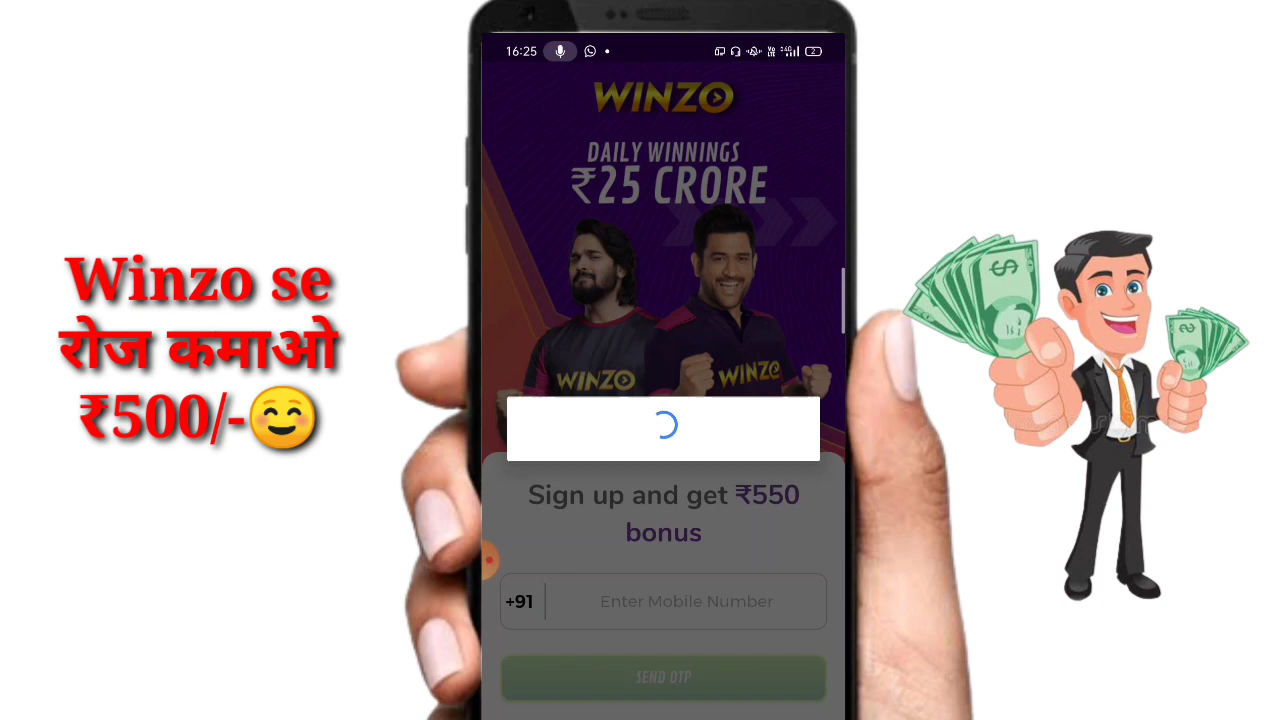 Winzo se
रोज कमाओ
₹500/-☺️
16:25
2
WINZO
DAILY WINNINGS
₹25 CRORE
WINZO
WINZO
Sign up and get ₹550
bonus
+91
Enter Mobile Number
SEND OTP